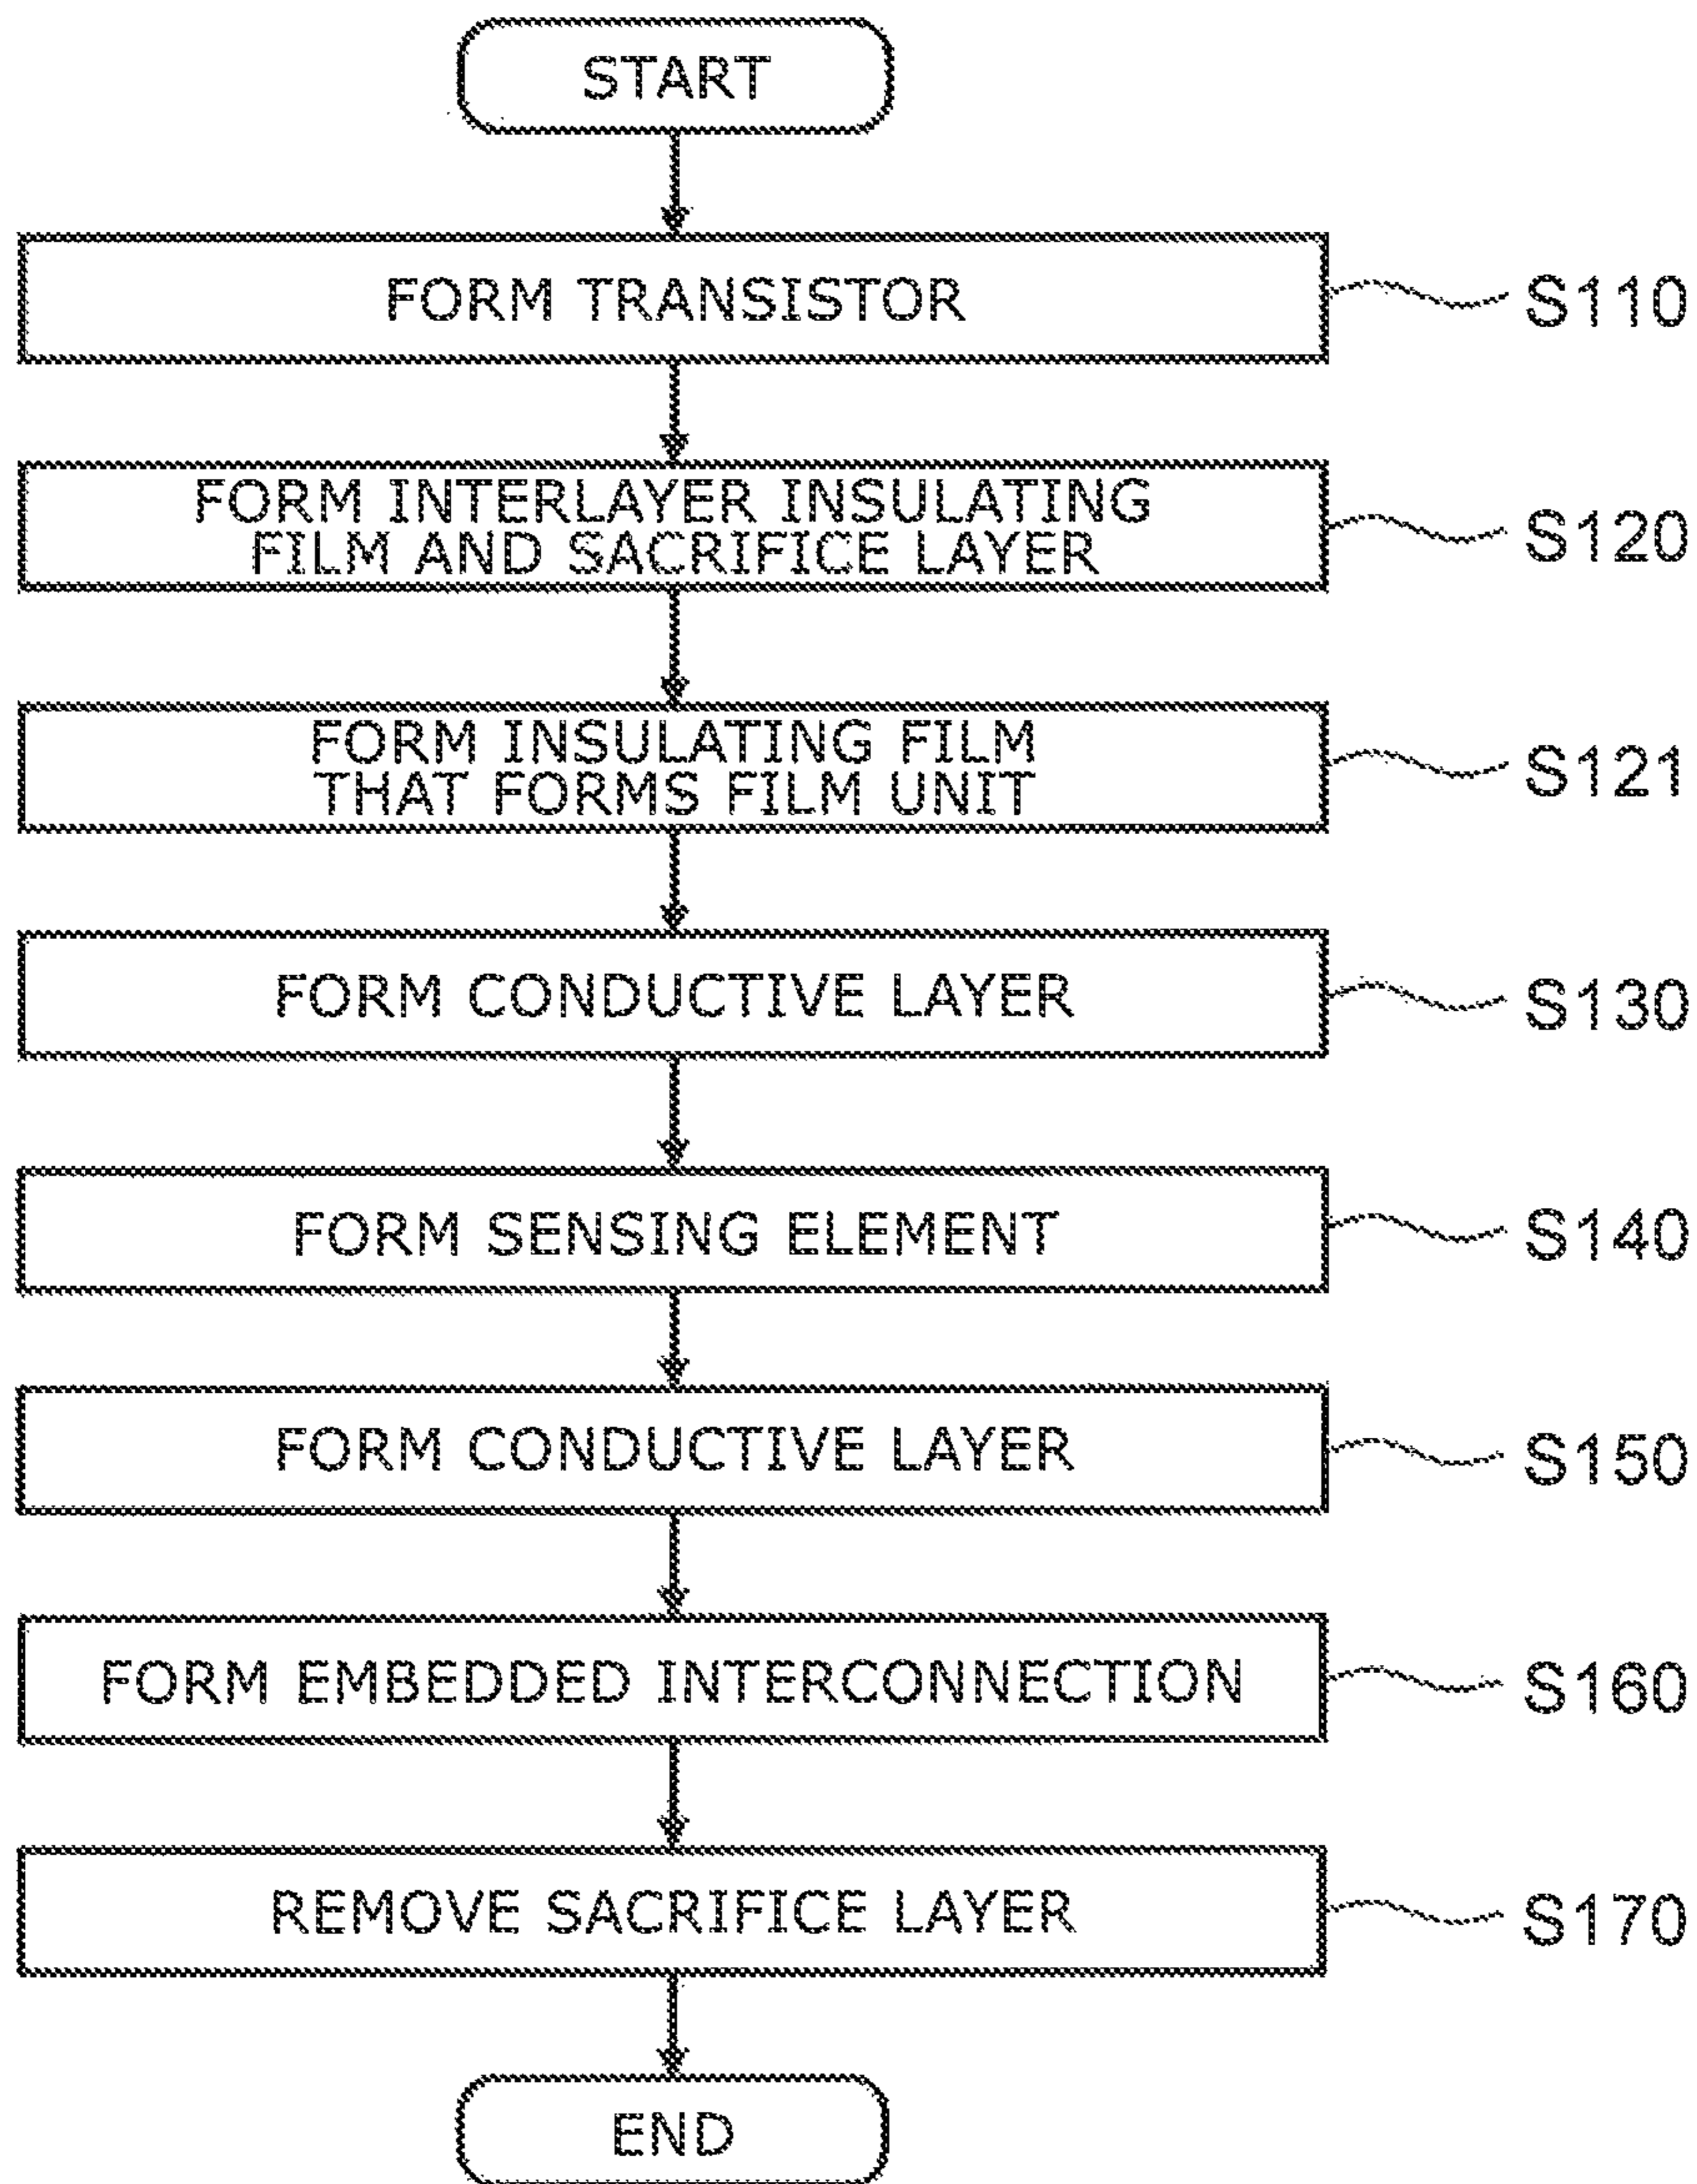 START
FORM TRANSISTOR
S110
FORM INTERLAYER INSULATING
FILM AND SACRIFICE LAYER
S120
FORM INSULATING FILM
THAT FORMS FILM UNIT
S121
FORM CONDUCTIVE LAYER
S130
FORM SENSING ELEMENT
S140
FORM CONDUCTIVE LAYER
S150
FORM EMBEDDED INTERCONNECTION
S160
REMOVE SACRIFICE LAYER
S170
END